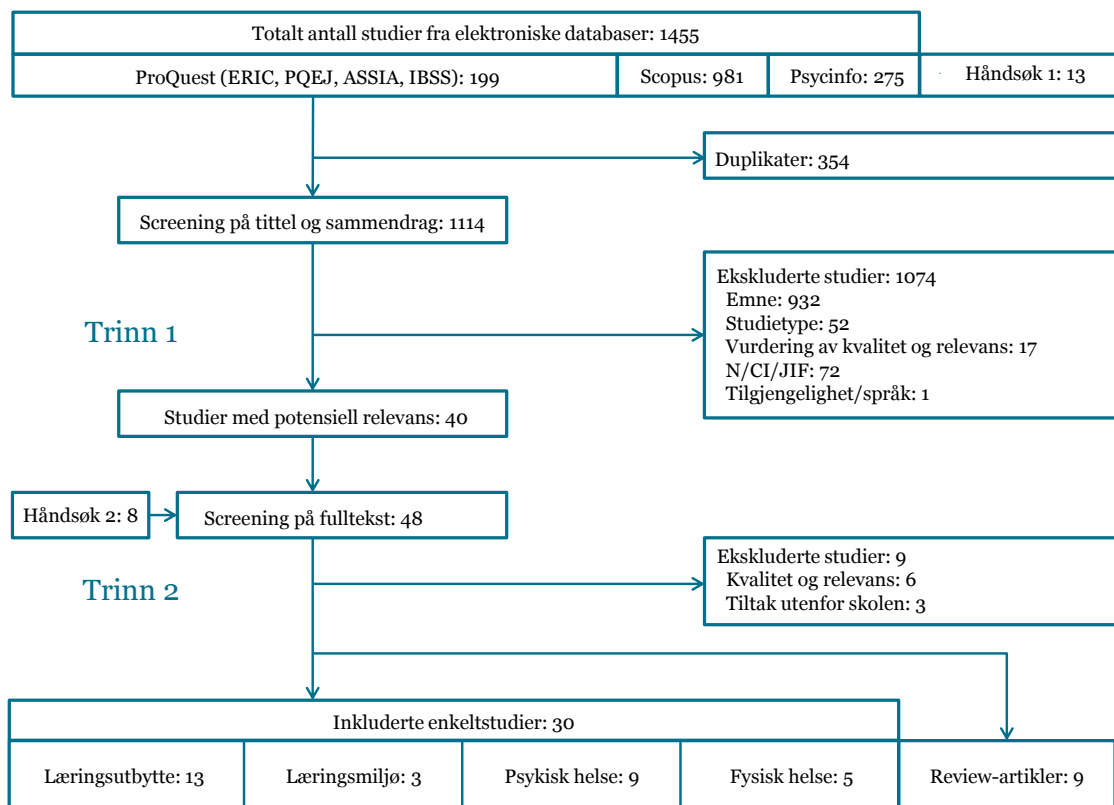 Totalt antall studier fra elektroniske databaser: 1455
ProQuest (ERIC, PQEJ, ASSIA, IBSS): 199
Scopus: 981
Psycinfo: 275
Håndsøk 1: 13
Duplikater: 354
Screening på tittel og sammendrag: 1114
Trinn 1
Ekskluderte studier: 1074
Emne: 932
Studietype: 52
Vurdering av kvalitet og relevans: 17
N/CI/JIF: 72
Tilgjengelighet/språk: 1
Studier med potensiell relevans: 40
Håndsøk 2: 8
Screening på fulltekst: 48
Trinn 2
Ekskluderte studier: 9
Kvalitet og relevans: 6
Tiltak utenfor skolen: 3
Inkluderte enkeltstudier: 30
Læringsutbytte: 13
Læringsmiljø: 3
Psykisk helse: 9
Fysisk helse: 5
Review-artikler: 9